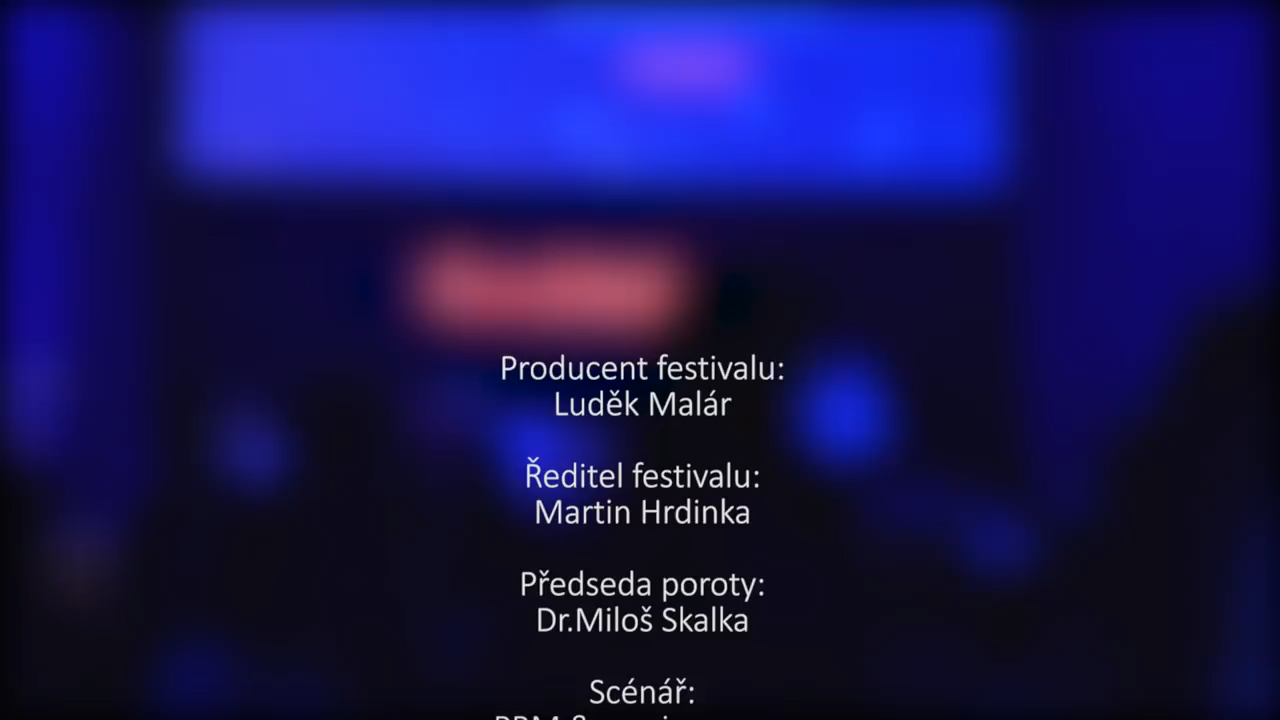 Producent festivalu:
Luděk Malár
Ředitel festivalu:
Martin Hrdinka
Předseda poroty:
Dr.Miloš Skalka
Scénář: